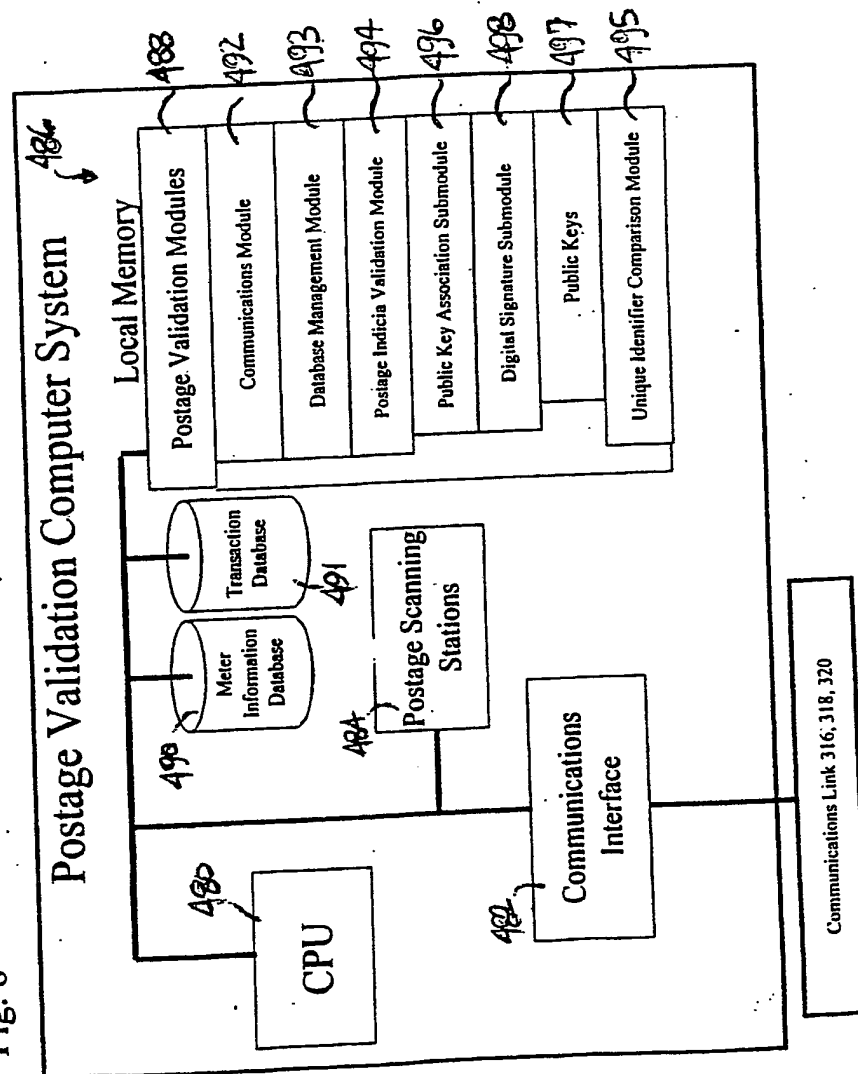 Fig. 6
Postage Validation Computer System
486
Local Memory
Postage Validation Modules
488
Communications Module
492
Database Management Module
493
Postage Indicia Validation Module
494
Public Key Association Submodule
496
Digital Signature Submodule
498
Public Keys
497
Unique Identifier Comparison Module
495
Transaction
Database
491
Meter
Information
Database
490
Postage Scanning
Stations
484
CPU
480
Communications
Interface
482
Communications Link 316, 318, 320